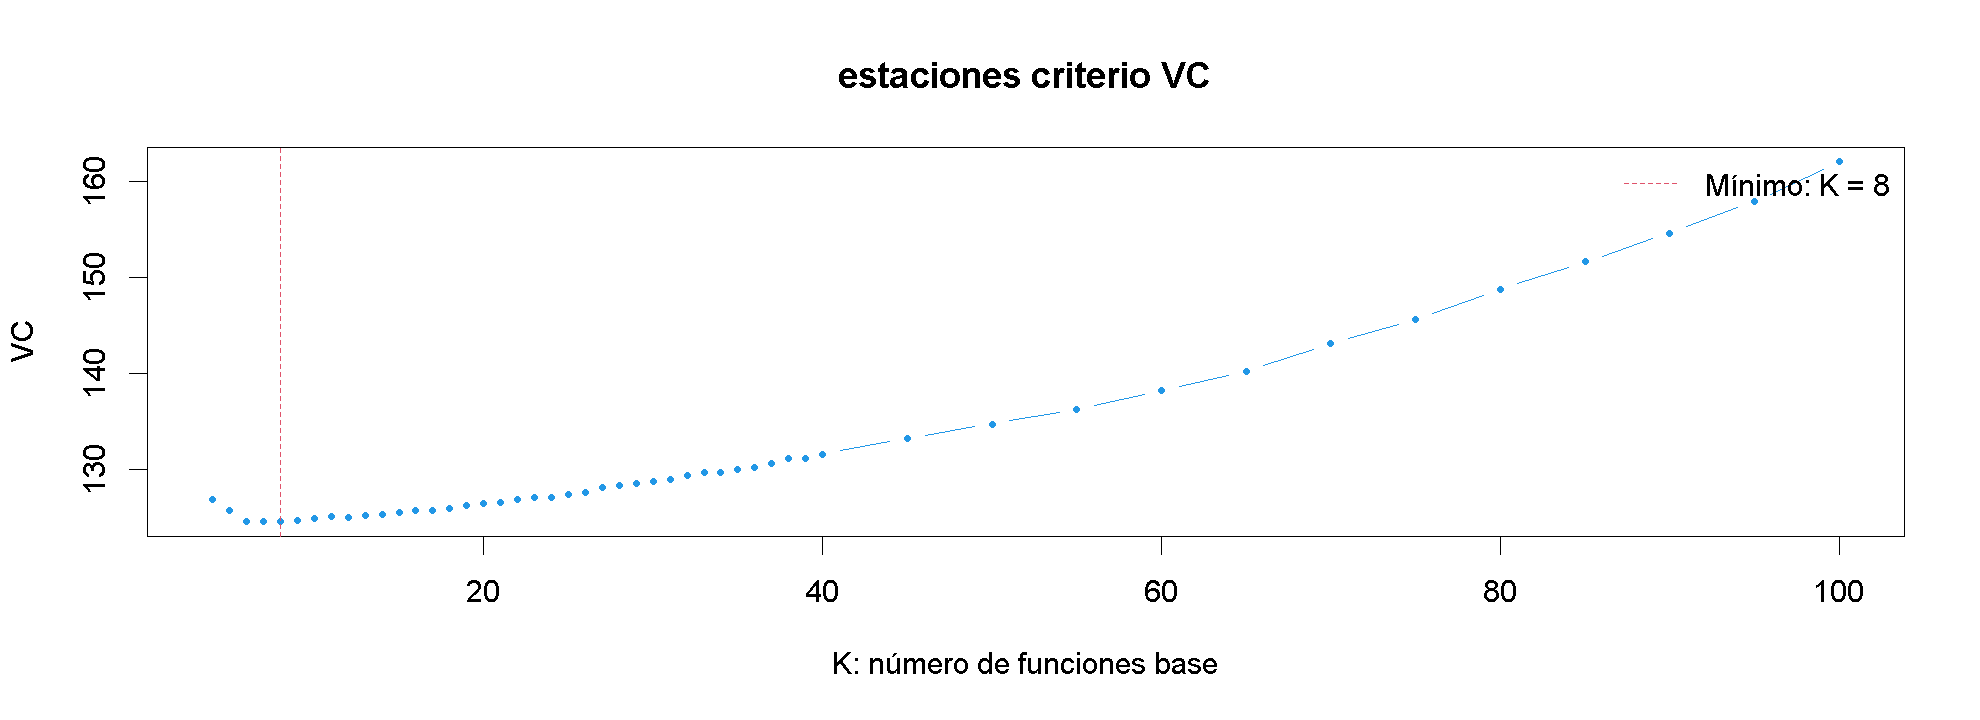 estaciones criterio VC
160
150
140
130
VC
Mínimo: K = 8
20
40
60
80
100
K: número de funciones base